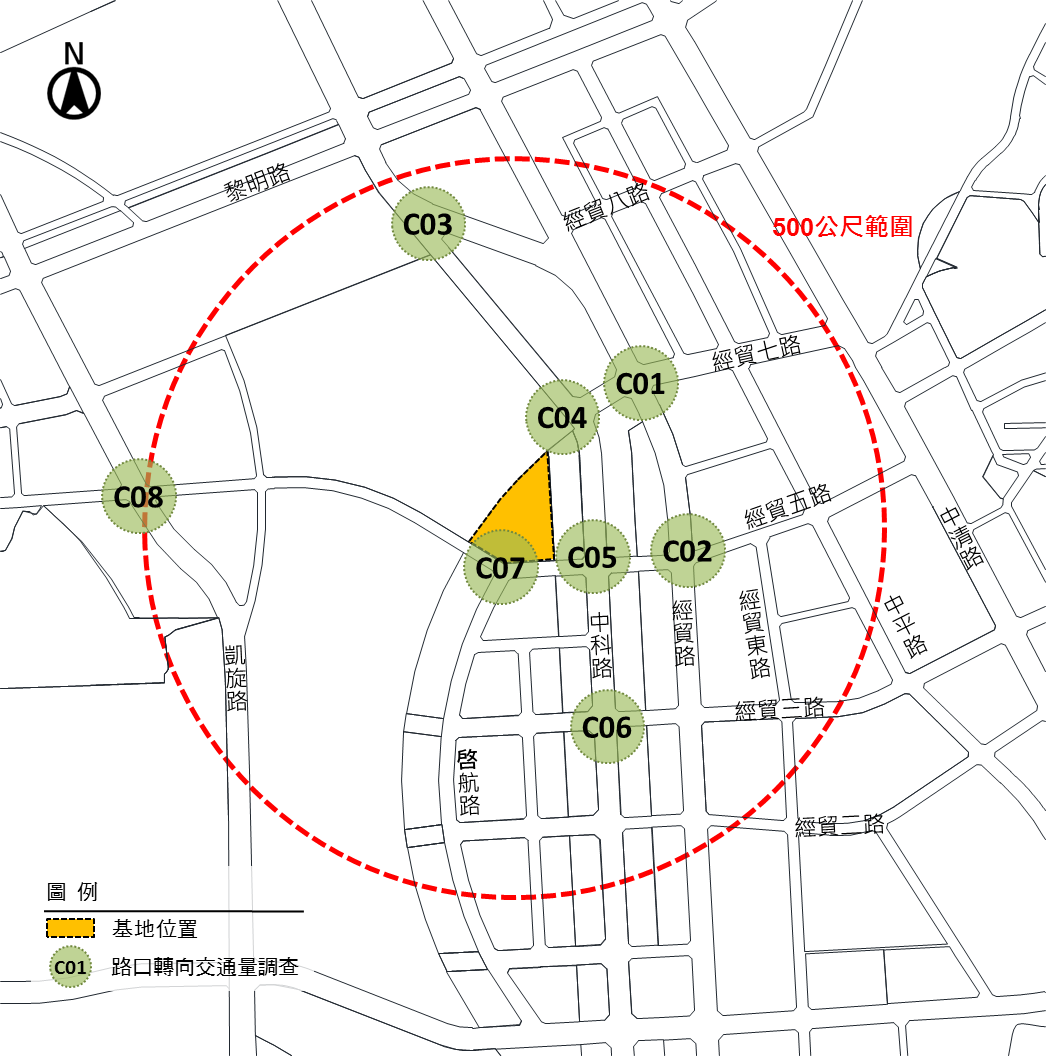 N
黎明路
C03
經貿八路
500公尺範圍
經貿七路
C01
C04
C08
經貿五路
中清路
C07
C05
C02
中科路
經貿路
經貿東路
中平路
凱旋路
經貿三路
C06
啓航路
經貿二路
圖 例
基地位置
C01 路口轉向交通量調查